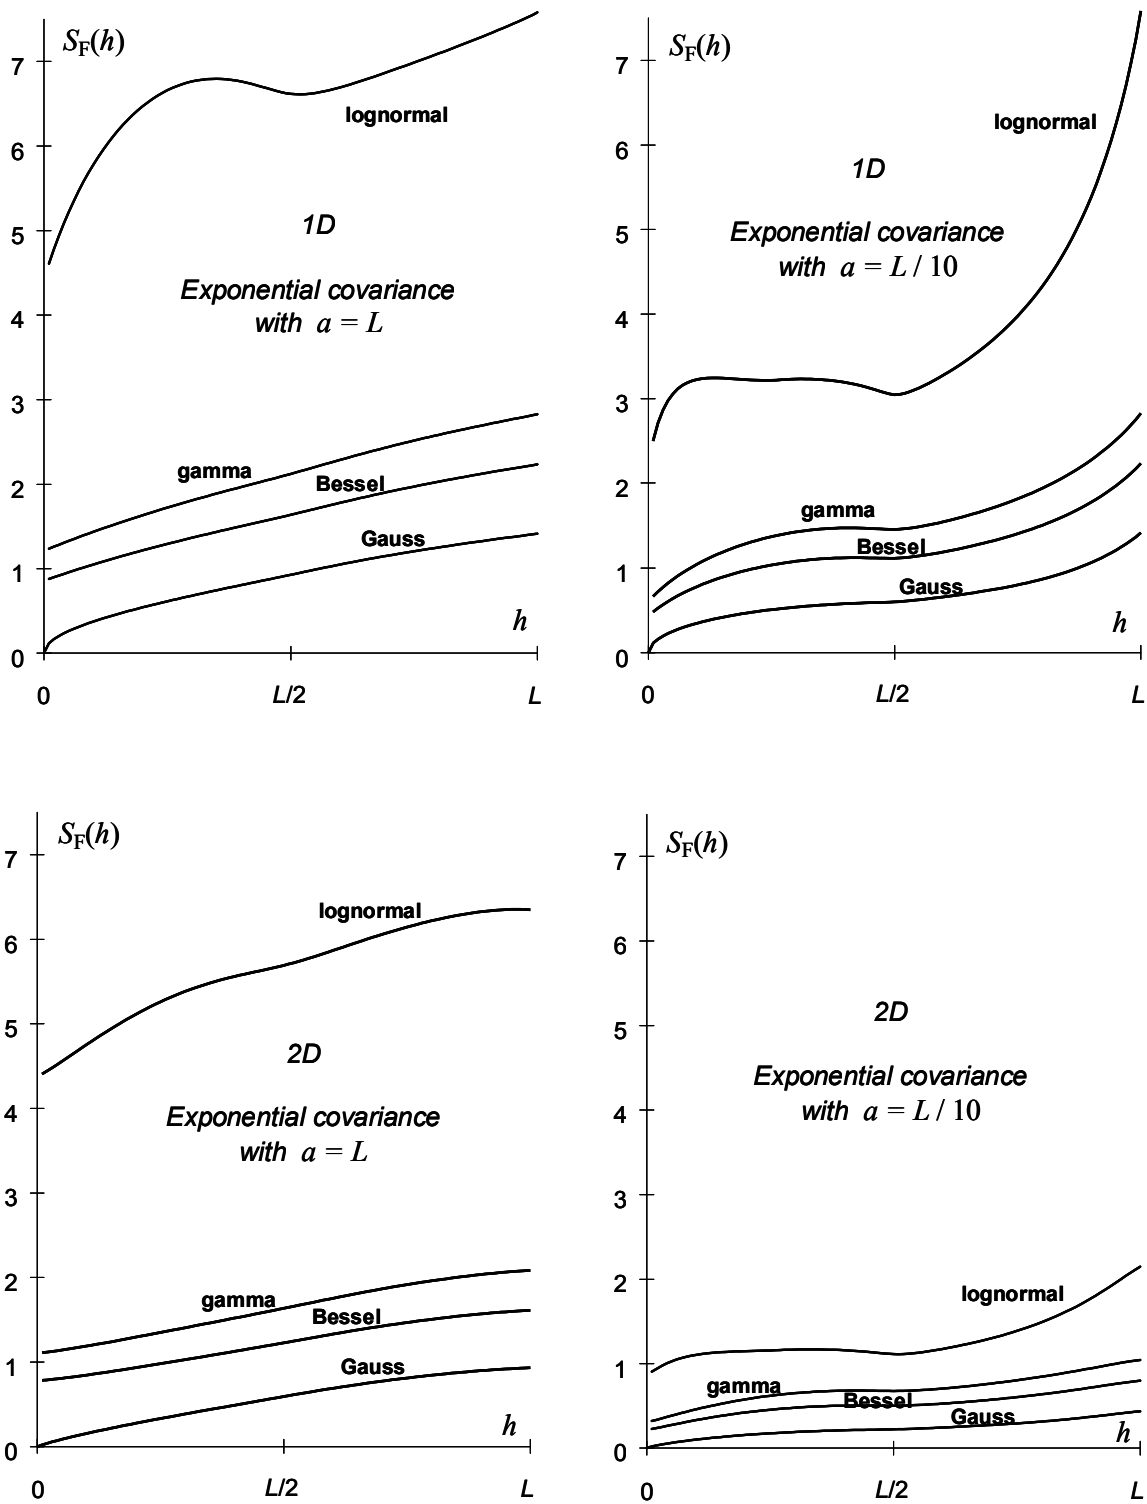 S_F(h)
7
6
5
4
3
2
1
0
lognormal
1D
Exponential covariance
with a = L
gamma
Bessel
Gauss
h
0
L/2
L
S_F(h)
7
6
5
4
3
2
1
0
lognormal
1D
Exponential covariance
with a = L / 10
gamma
Bessel
Gauss
h
0
L/2
L
S_F(h)
7
6
5
4
3
2
1
0
lognormal
2D
Exponential covariance
with a = L
gamma
Bessel
Gauss
h
0
L/2
L
S_F(h)
7
6
5
4
3
2
1
0
2D
Exponential covariance
with a = L / 10
lognormal
gamma
Bessel
Gauss
h
0
L/2
L